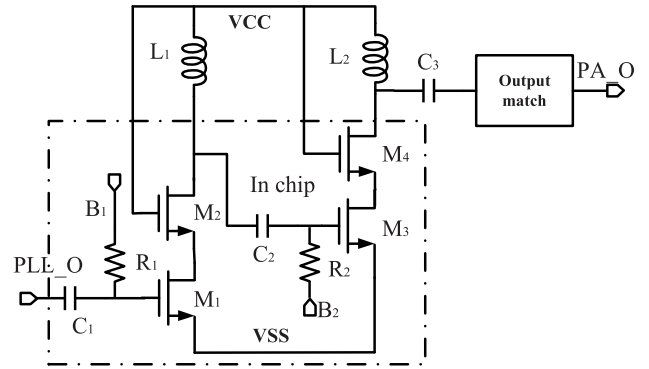 VCC
L1
L2
C3
Output
match
PA_O
M4
In chip
B1
M2
M3
C2
R2
PLL_O
R1
M1
B2
C1
VSS